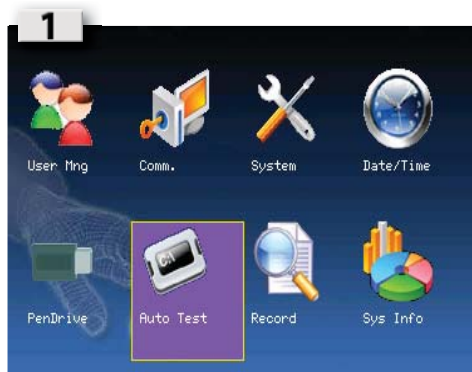 1
User Mng Comm. System Date/Time
C:\
PenDrive Auto Test Record Sys Info